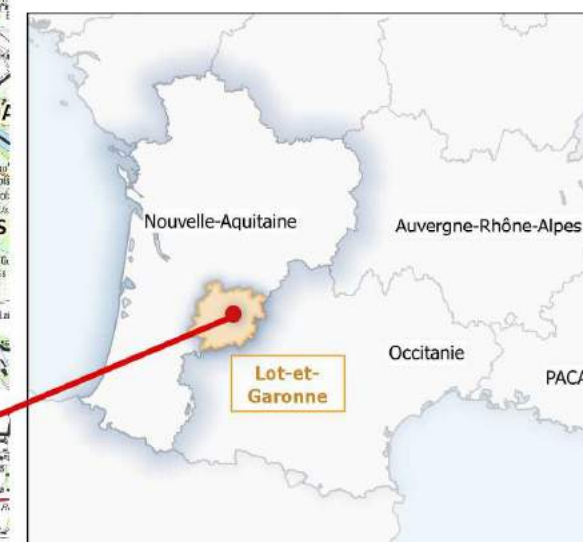 Nouvelle-Aquitaine
Auvergne-Rhône-Alpes
Occitanie
Lot-et-
Garonne
PACA